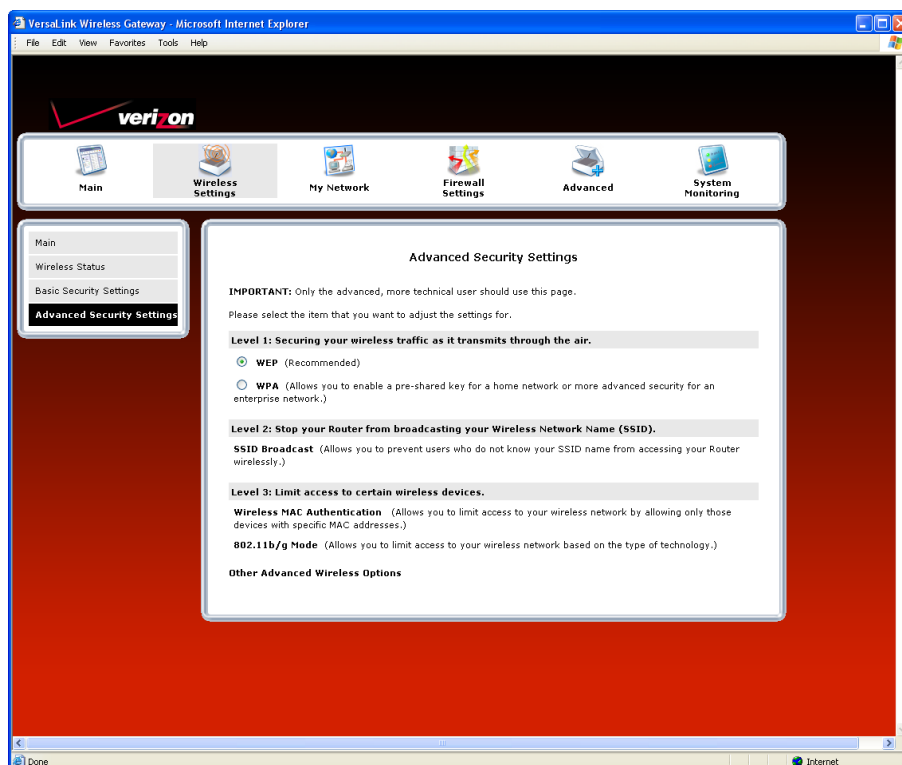 VersaLink Wireless Gateway - Microsoft Internet Explorer
File Edit View Favorites Tools Help
verizon
Main
Wireless
Settings
My Network
Firewall
Settings
Advanced
System
Monitoring
Main
Wireless Status
Basic Security Settings
Advanced Security Settings
Advanced Security Settings
IMPORTANT: Only the advanced, more technical user should use this page.
Please select the item that you want to adjust the settings for.
Level 1: Securing your wireless traffic as it transmits through the air.
WEP (Recommended)
WPA (Allows you to enable a pre-shared key for a home network or more advanced security for an
enterprise network.)
Level 2: Stop your Router from broadcasting your Wireless Network Name (SSID).
SSID Broadcast (Allows you to prevent users who do not know your SSID name from accessing your Router
wirelessly.)
Level 3: Limit access to certain wireless devices.
Wireless MAC Authentication (Allows you to limit access to your wireless network by allowing only those
devices with specific MAC addresses.)
802.11b/g Mode (Allows you to limit access to your wireless network based on the type of technology.)
Other Advanced Wireless Options
Done
Internet